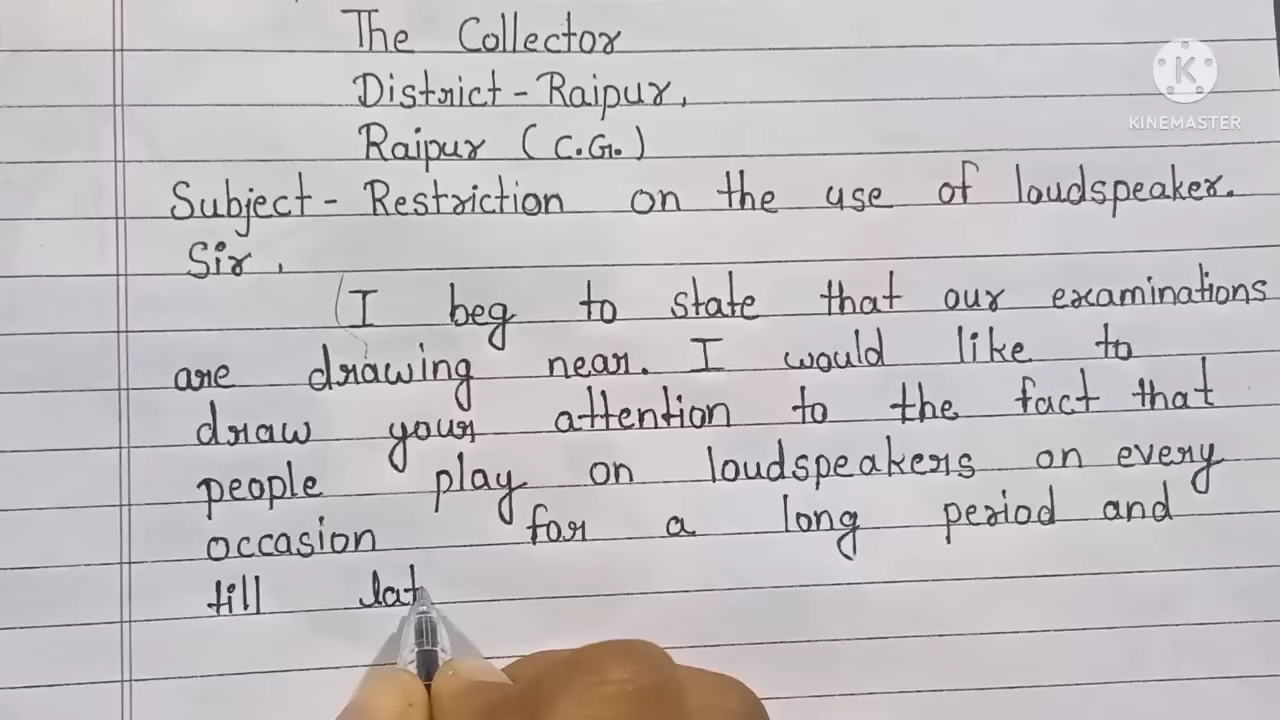 The Collector
District - Raipur,
Raipur (C.G.)
Subject - Restriction on the use of loudspeaker.
Sir,
I beg to state that our examinations
are drawing near. I would like to
draw your attention to the fact that
people play on loudspeakers on every
occasion for a long period and
till lat
K
KINEMASTER